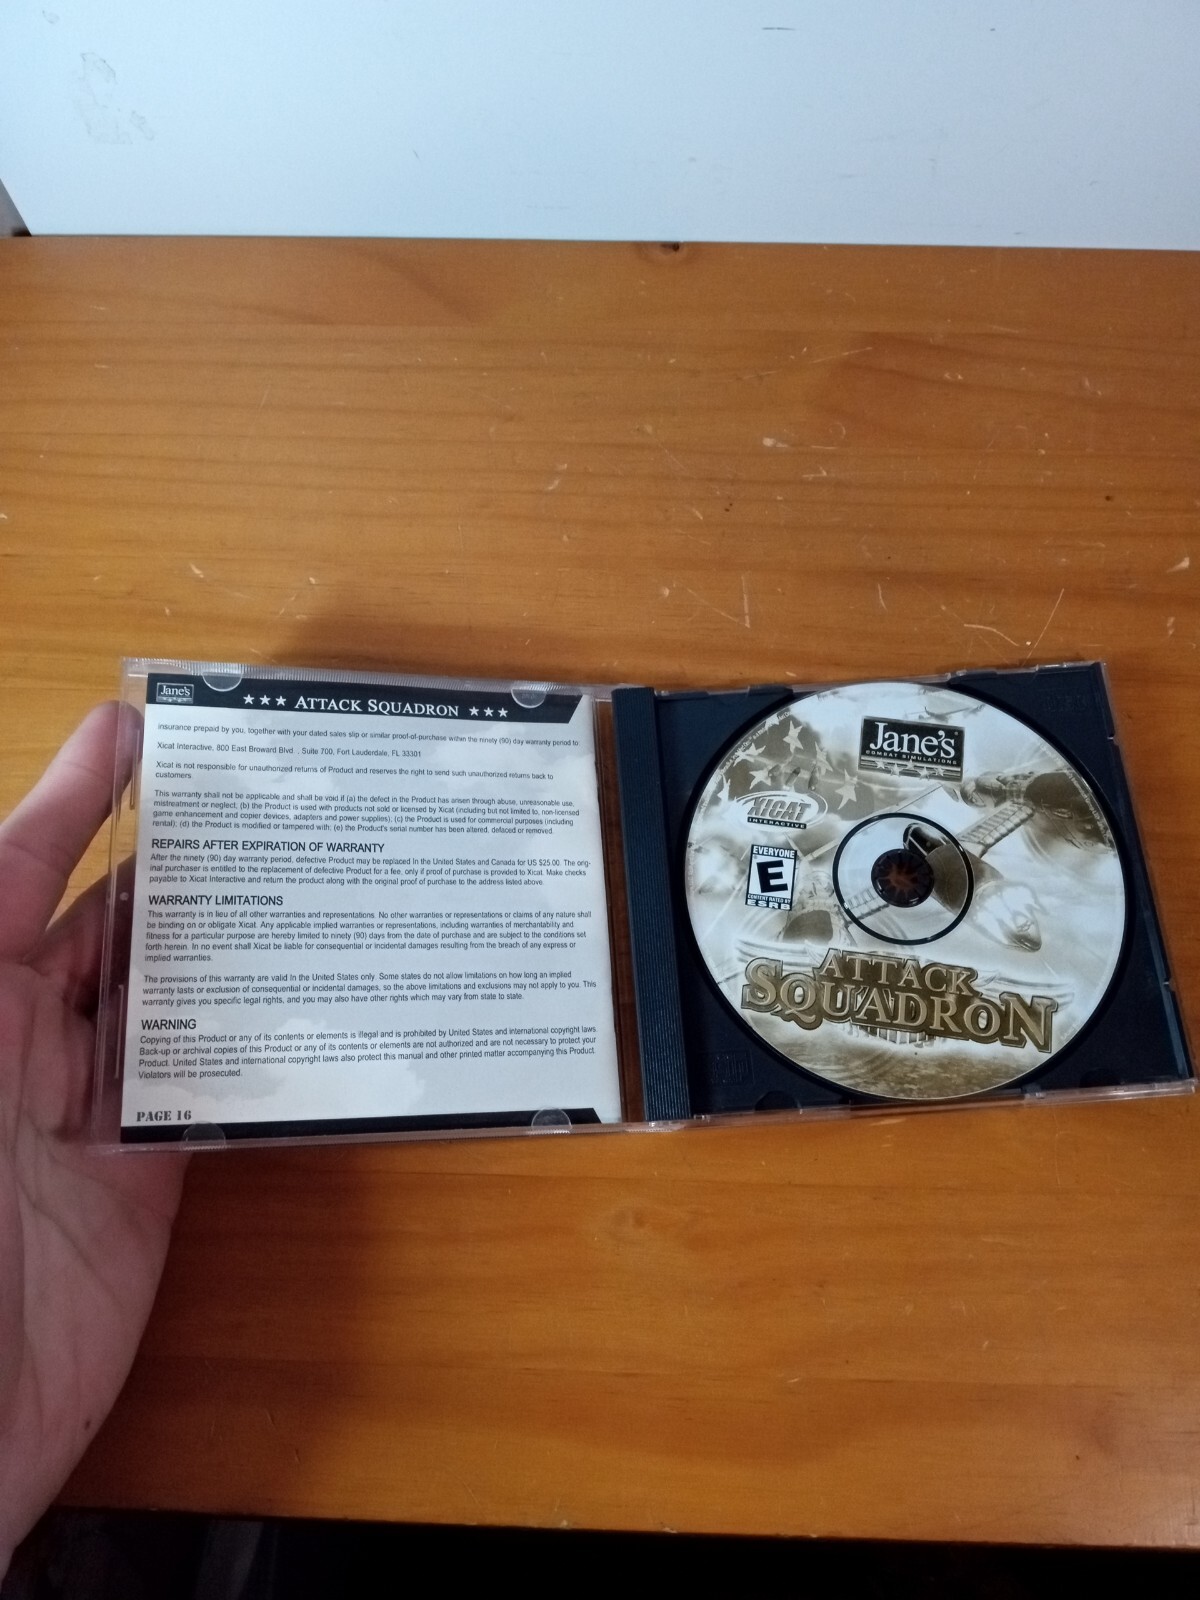 Jane's
★★★ ATTACK SQUADRON ★★★
insurance prepaid by you, together with your dated sales slip or similar proof-of-purchase within the ninety (90) day warranty period to:
Xicat Interactive, 800 East Broward Blvd., Suite 700, Fort Lauderdale, FL 33301
Xicat is not responsible for unauthorized returns of Product and reserves the right to send such unauthorized returns back to
customers.
This warranty shall not be applicable and shall be void if (a) the defect in the Product has arisen through abuse, unreasonable use,
mistreatment or neglect; (b) the Product is used with products not sold or licensed by Xicat (including but not limited to, non-licensed
game enhancement and copier devices, adapters and power supplies); (c) the Product is used for commercial purposes (including
rental); (d) the Product is modified or tampered with; (e) the Product's serial number has been altered, defaced or removed.
REPAIRS AFTER EXPIRATION OF WARRANTY
After the ninety (90) day warranty period, defective Product may be replaced In the United States and Canada for US $25.00. The orig-
inal purchaser is entitled to the replacement of defective Product for a fee, only if proof of purchase is provided to Xicat. Make checks
payable to Xicat Interactive and return the product along with the original proof of purchase to the address listed above.
WARRANTY LIMITATIONS
This warranty is in lieu of all other warranties and representations. No other warranties or representations or claims of any nature shall
be binding on or obligate Xicat. Any applicable implied warranties or representations, including warranties of merchantability and
fitness for a particular purpose are hereby limited to ninety (90) days from the date of purchase and are subject to the conditions set
forth herein. In no event shall Xicat be liable for consequential or incidental damages resulting from the breach of any express or
implied warranties.
The provisions of this warranty are valid In the United States only. Some states do not allow limitations on how long an implied
warranty lasts or exclusion of consequential or incidental damages, so the above limitations and exclusions may not apply to you. This
warranty gives you specific legal rights, and you may also have other rights which may vary from state to state.
WARNING
Copying of this Product or any of its contents or elements is illegal and is prohibited by United States and international copyright laws.
Back-up or archival copies of this Product or any of its contents or elements are not authorized and are not necessary to protect your
Product. United States and international copyright laws also protect this manual and other printed matter accompanying this Product.
Violators will be prosecuted.
PAGE 16
Jane's
COMBAT SIMULATIONS
XICAT
INTERACTIVE
EVERYONE
E
CONTENT RATED BY
ESRB
ATTACK
SQUADRON